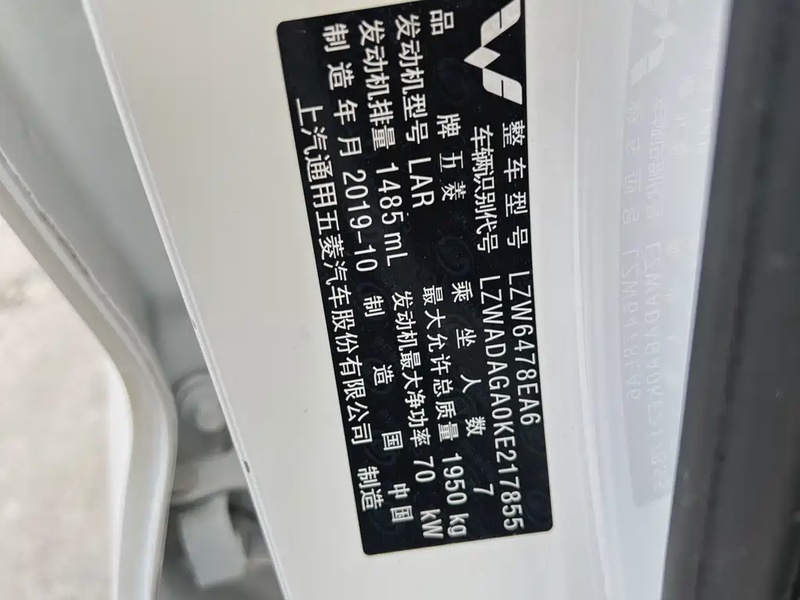 整车型号 LZW6478EA6
车辆识别代号 LZWADAGA0KE217855
品牌 五菱 乘坐人数 7
发动机型号 LAR 最大允许总质量 1950 kg
发动机排量 1485 mL 发动机最大净功率 70 kW
制造年月 2019-10 制造国 中国
上汽通用五菱汽车股份有限公司 制造